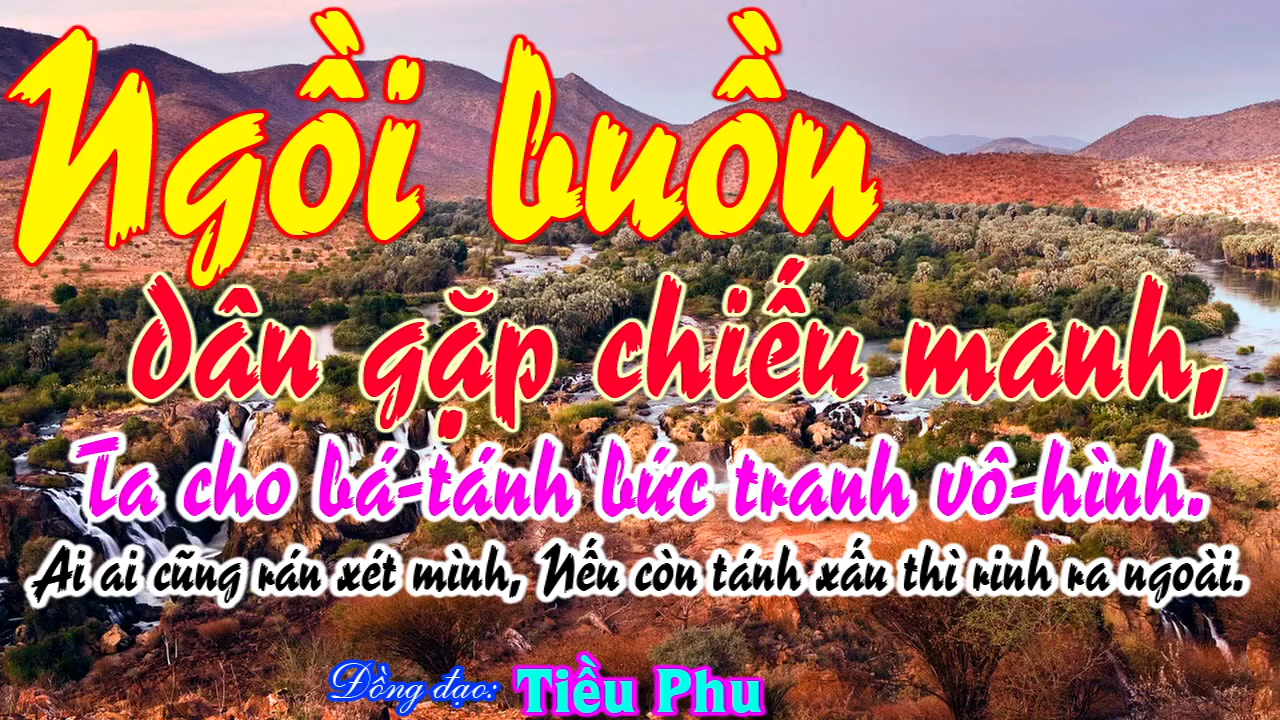 Ngồi buồn
dân gặp chiếu manh,
Ta cho bá-tánh bức tranh vô-hình.
Ai ai cũng rán xét mình, Nếu còn tánh xấu thì rinh ra ngoài.
Đồng đạo: Tiều Phu